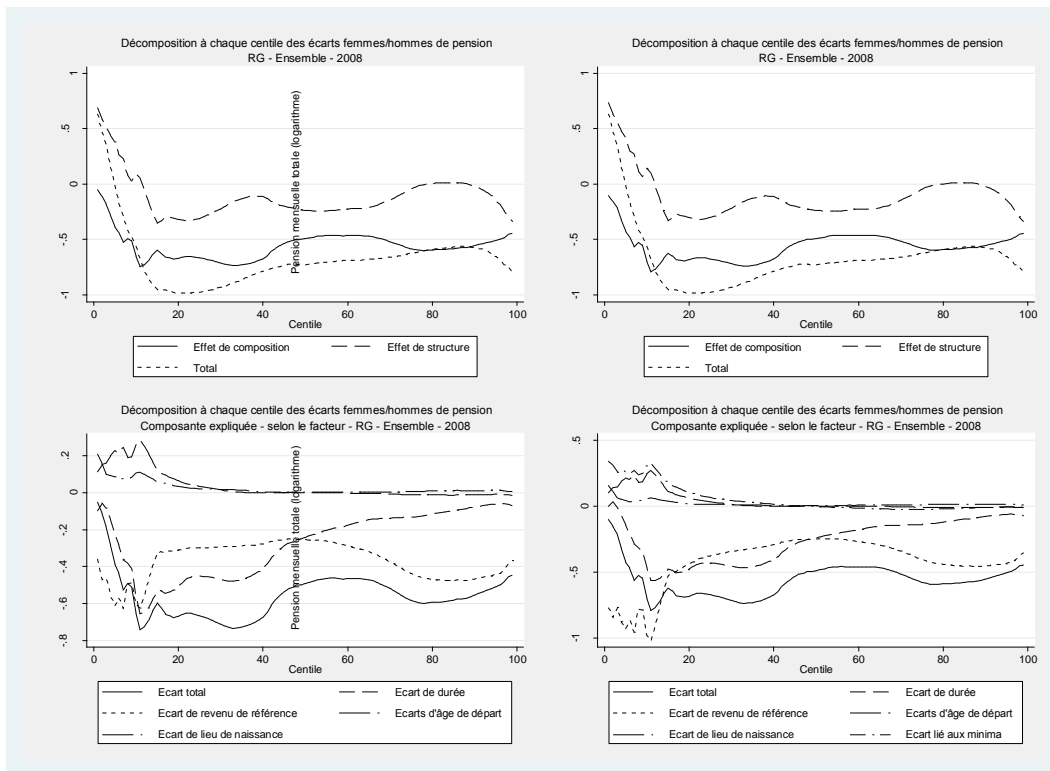 Décomposition à chaque centile des écarts femmes/hommes de pension
RG - Ensemble - 2008
1
.5
0
-.5
-1
Pension mensuelle totale (logarithme)
0 20 40 60 80 100
Centile
Effet de composition Effet de structure
Total
Décomposition à chaque centile des écarts femmes/hommes de pension
RG - Ensemble - 2008
1
.5
0
-.5
-1
0 20 40 60 80 100
Centile
Effet de composition Effet de structure
Total
Décomposition à chaque centile des écarts femmes/hommes de pension
Composante expliquée - selon le facteur - RG - Ensemble - 2008
.2
0
-.2
-.4
-.6
-.8
Pension mensuelle totale (logarithme)
0 20 40 60 80 100
Centile
Ecart total Ecart de durée
Ecart de revenu de référence Ecarts d'âge de départ
Ecart de lieu de naissance
Décomposition à chaque centile des écarts femmes/hommes de pension
Composante expliquée - selon le facteur - RG - Ensemble - 2008
.5
0
-.5
-1
0 20 40 60 80 100
Centile
Ecart total Ecart de durée
Ecart de revenu de référence Ecarts d'âge de départ
Ecart de lieu de naissance Ecart lié aux minima